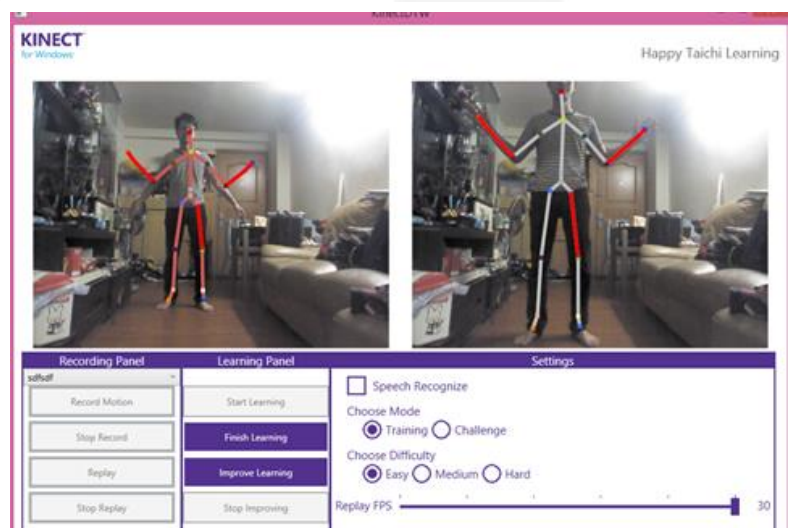 KinectDTW
KINECT
for Windows
Happy Taichi Learning
Recording Panel
Learning Panel
Settings
sdfsdf
Record Motion
Stop Record
Replay
Stop Replay
Start Learning
Finish Learning
Improve Learning
Stop Improving
Speech Recognize
Choose Mode
Training Challenge
Choose Difficulty
Easy Medium Hard
Replay FPS 30